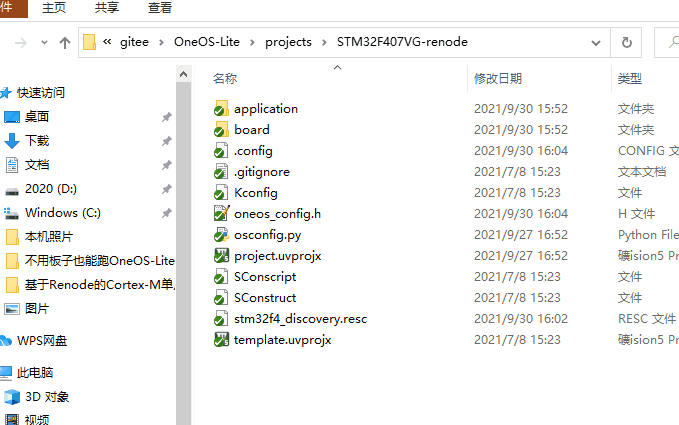 件 主页 共享 查看
« gitee > OneOS-Lite > projects > STM32F407VG-renode
名称 修改日期 类型
快速访问
桌面
下载
文档
2020 (D:)
Windows (C:)
本机照片
不用板子也能跑OneOS-Lite
基于Renode的Cortex-M单.
图片
WPS网盘
此电脑
3D 对象
视频
application 2021/9/30 15:52 文件夹
board 2021/9/30 15:52 文件夹
.config 2021/9/30 16:04 CONFIG 文
.gitignore 2021/7/8 15:23 文本文档
Kconfig 2021/7/8 15:23 文件
oneos_config.h 2021/9/30 16:04 H 文件
osconfig.py 2021/9/27 16:52 Python File
project.uvprojx 2021/9/27 16:52 礦ision5 Pr
SConscript 2021/7/8 15:23 文件
SConstruct 2021/7/8 15:23 文件
stm32f4_discovery.resc 2021/9/30 16:02 RESC 文件
template.uvprojx 2021/7/8 15:23 礦ision5 Pr